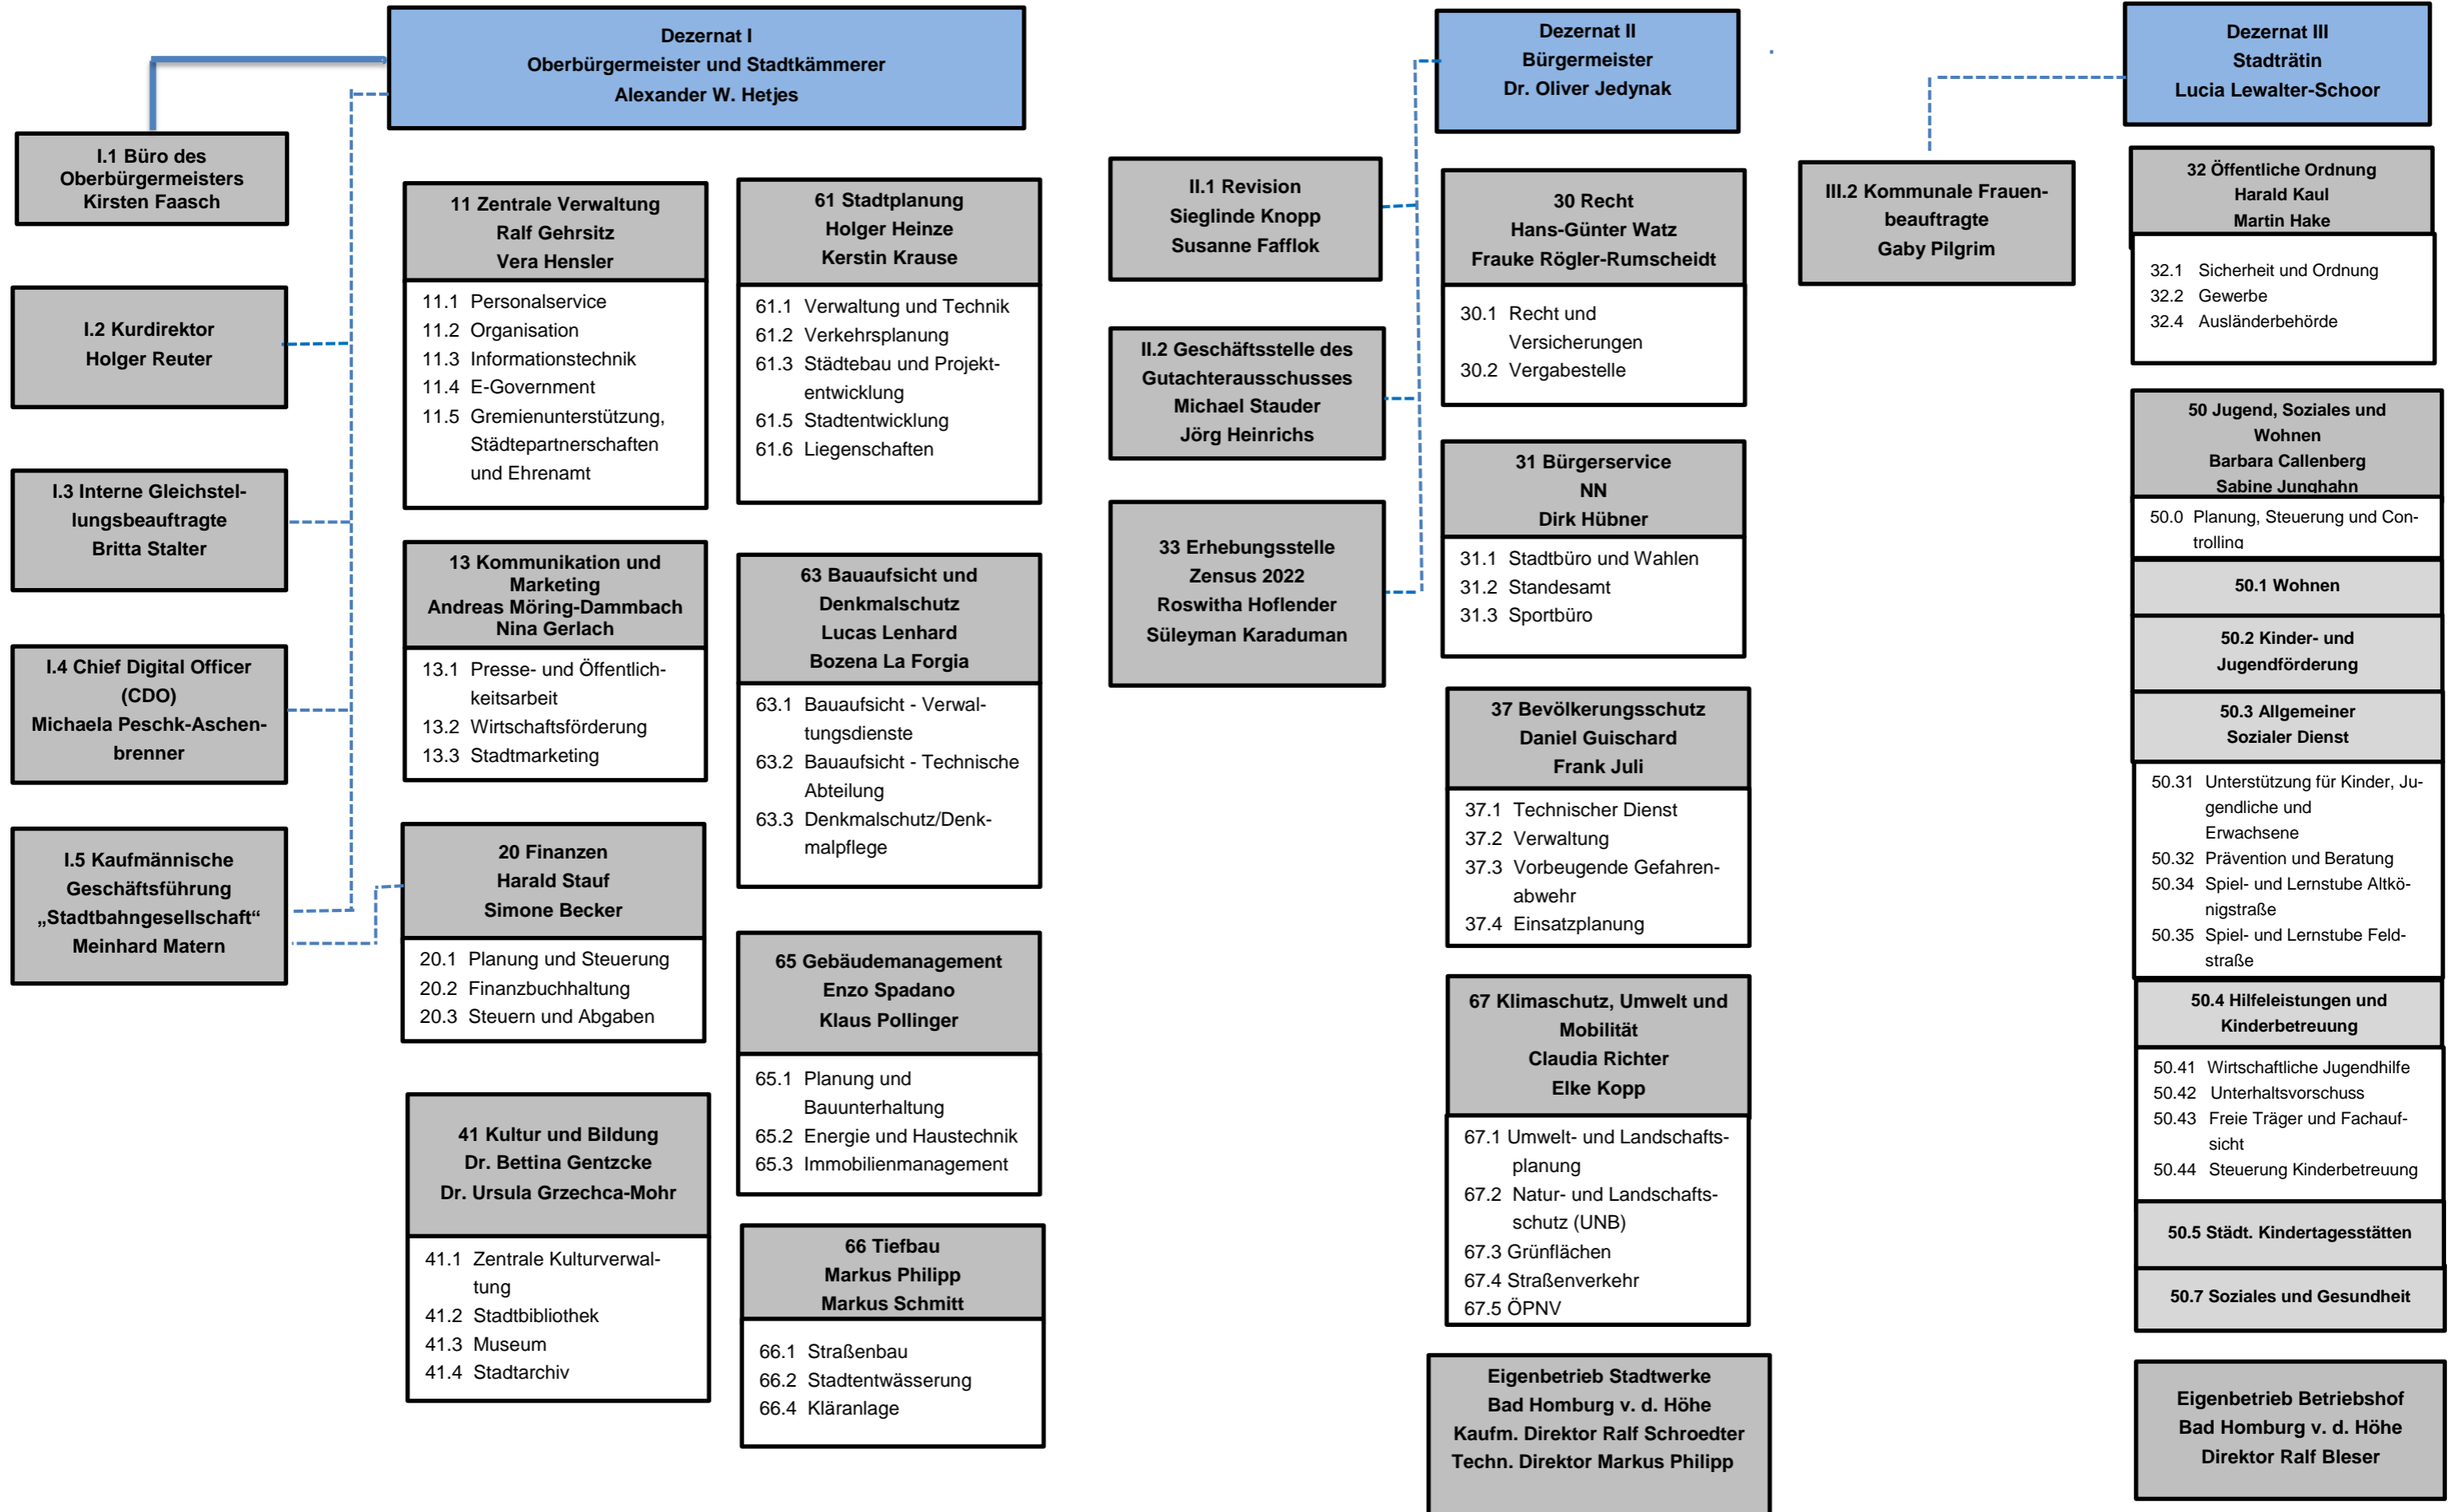 Dezernat I
Oberbürgermeister und Stadtkämmerer
Alexander W. Hetjes
I.1 Büro des
Oberbürgermeisters
Kirsten Faasch
I.2 Kurdirektor
Holger Reuter
I.3 Interne Gleichstel-
lungsbeauftragte
Britta Stalter
I.4 Chief Digital Officer
(CDO)
Michaela Peschk-Aschen-
brenner
I.5 Kaufmännische
Geschäftsführung
„Stadtbahngesellschaft“
Meinhard Matern
11 Zentrale Verwaltung
Ralf Gehrsitz
Vera Hensler
11.1 Personalservice
11.2 Organisation
11.3 Informationstechnik
11.4 E-Government
11.5 Gremienunterstützung,
Städtepartnerschaften
und Ehrenamt
13 Kommunikation und
Marketing
Andreas Möring-Dammbach
Nina Gerlach
13.1 Presse- und Öffentlich-
keitsarbeit
13.2 Wirtschaftsförderung
13.3 Stadtmarketing
20 Finanzen
Harald Stauf
Simone Becker
20.1 Planung und Steuerung
20.2 Finanzbuchhaltung
20.3 Steuern und Abgaben
41 Kultur und Bildung
Dr. Bettina Gentzcke
Dr. Ursula Grzechca-Mohr
41.1 Zentrale Kulturverwal-
tung
41.2 Stadtbibliothek
41.3 Museum
41.4 Stadtarchiv
61 Stadtplanung
Holger Heinze
Kerstin Krause
61.1 Verwaltung und Technik
61.2 Verkehrsplanung
61.3 Städtebau und Projekt-
entwicklung
61.5 Stadtentwicklung
61.6 Liegenschaften
63 Bauaufsicht und
Denkmalschutz
Lucas Lenhard
Bozena La Forgia
63.1 Bauaufsicht - Verwal-
tungsdienste
63.2 Bauaufsicht - Technische
Abteilung
63.3 Denkmalschutz/Denk-
malpflege
65 Gebäudemanagement
Enzo Spadano
Klaus Pollinger
65.1 Planung und
Bauunterhaltung
65.2 Energie und Haustechnik
65.3 Immobilienmanagement
66 Tiefbau
Markus Philipp
Markus Schmitt
66.1 Straßenbau
66.2 Stadtentwässerung
66.4 Kläranlage
Dezernat II
Bürgermeister
Dr. Oliver Jedynak
II.1 Revision
Sieglinde Knopp
Susanne Fafflok
II.2 Geschäftsstelle des
Gutachterausschusses
Michael Stauder
Jörg Heinrichs
33 Erhebungsstelle
Zensus 2022
Roswitha Hoflender
Süleyman Karaduman
30 Recht
Hans-Günter Watz
Frauke Rögler-Rumscheidt
30.1 Recht und
Versicherungen
30.2 Vergabestelle
31 Bürgerservice
NN
Dirk Hübner
31.1 Stadtbüro und Wahlen
31.2 Standesamt
31.3 Sportbüro
37 Bevölkerungsschutz
Daniel Guischard
Frank Juli
37.1 Technischer Dienst
37.2 Verwaltung
37.3 Vorbeugende Gefahren-
abwehr
37.4 Einsatzplanung
67 Klimaschutz, Umwelt und
Mobilität
Claudia Richter
Elke Kopp
67.1 Umwelt- und Landschafts-
planung
67.2 Natur- und Landschafts-
schutz (UNB)
67.3 Grünflächen
67.4 Straßenverkehr
67.5 ÖPNV
Eigenbetrieb Stadtwerke
Bad Homburg v. d. Höhe
Kaufm. Direktor Ralf Schroedter
Techn. Direktor Markus Philipp
Dezernat III
Stadträtin
Lucia Lewalter-Schoor
III.2 Kommunale Frauen-
beauftragte
Gaby Pilgrim
32 Öffentliche Ordnung
Harald Kaul
Martin Hake
32.1 Sicherheit und Ordnung
32.2 Gewerbe
32.4 Ausländerbehörde
50 Jugend, Soziales und
Wohnen
Barbara Callenberg
Sabine Junghahn
50.0 Planung, Steuerung und Con-
trolling
50.1 Wohnen
50.2 Kinder- und
Jugendförderung
50.3 Allgemeiner
Sozialer Dienst
50.31 Unterstützung für Kinder, Ju-
gendliche und
Erwachsene
50.32 Prävention und Beratung
50.34 Spiel- und Lernstube Altkö-
nigstraße
50.35 Spiel- und Lernstube Feld-
straße
50.4 Hilfeleistungen und
Kinderbetreuung
50.41 Wirtschaftliche Jugendhilfe
50.42 Unterhaltsvorschuss
50.43 Freie Träger und Fachauf-
sicht
50.44 Steuerung Kinderbetreuung
50.5 Städt. Kindertagesstätten
50.7 Soziales und Gesundheit
Eigenbetrieb Betriebshof
Bad Homburg v. d. Höhe
Direktor Ralf Bleser